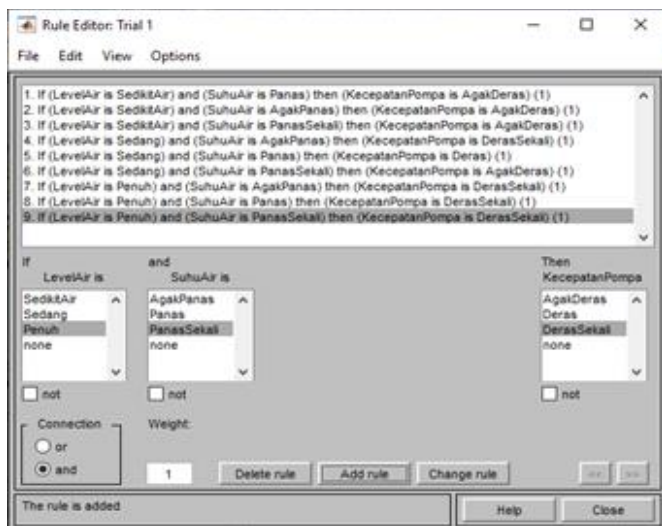 Rule Editor: Trial 1
File Edit View Options
1. If (LevelAir is SedikitAir) and (SuhuAir is Panas) then (KecepatanPompa is AgakDeras) (1)
2. If (LevelAir is SedikitAir) and (SuhuAir is AgakPanas) then (KecepatanPompa is AgakDeras) (1)
3. If (LevelAir is SedikitAir) and (SuhuAir is PanasSekali) then (KecepatanPompa is AgakDeras) (1)
4. If (LevelAir is Sedang) and (SuhuAir is AgakPanas) then (KecepatanPompa is DerasSekali) (1)
5. If (LevelAir is Sedang) and (SuhuAir is Panas) then (KecepatanPompa is Deras) (1)
6. If (LevelAir is Sedang) and (SuhuAir is PanasSekali) then (KecepatanPompa is AgakDeras) (1)
7. If (LevelAir is Penuh) and (SuhuAir is AgakPanas) then (KecepatanPompa is DerasSekali) (1)
8. If (LevelAir is Penuh) and (SuhuAir is Panas) then (KecepatanPompa is DerasSekali) (1)
9. If (LevelAir is Penuh) and (SuhuAir is PanasSekali) then (KecepatanPompa is DerasSekali) (1)
If and Then
LevelAir is SuhuAir is KecepatanPompa
SedikitAir AgakPanas AgakDeras
Sedang Panas Deras
Penuh PanasSekali DerasSekali
none none none
not not not
Connection Weight:
or
and 1 Delete rule Add rule Change rule << >>
The rule is added Help Close